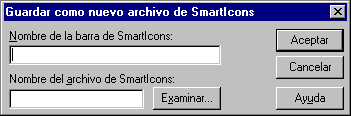 Guardar como nuevo archivo de SmartIcons
Nombre de la barra de SmartIcons:
Aceptar
Cancelar
Nombre del archivo de SmartIcons:
Examinar...
Ayuda